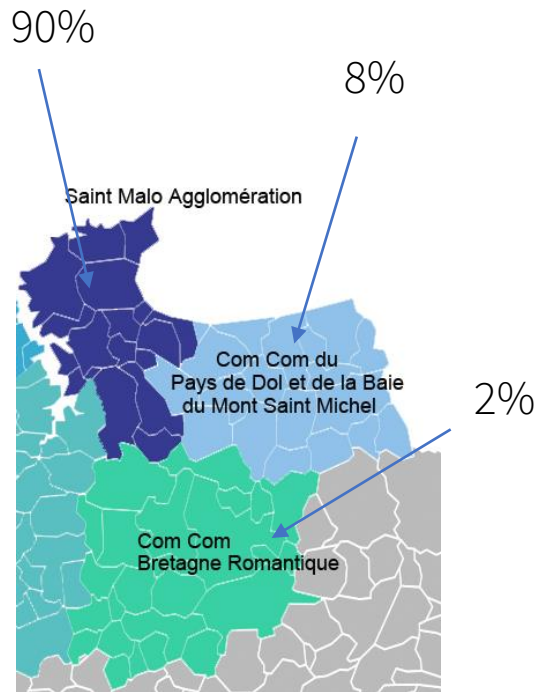 90%
8%
Saint Malo Agglomération
Com Com du
Pays de Dol et de la Baie
du Mont Saint Michel
2%
Com Com
Bretagne Romantique